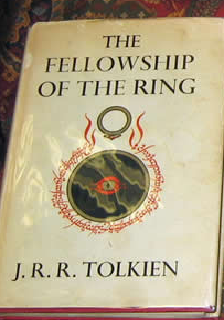 THE
FELLOWSHIP
OF THE RING
J. R. R. TOLKIEN